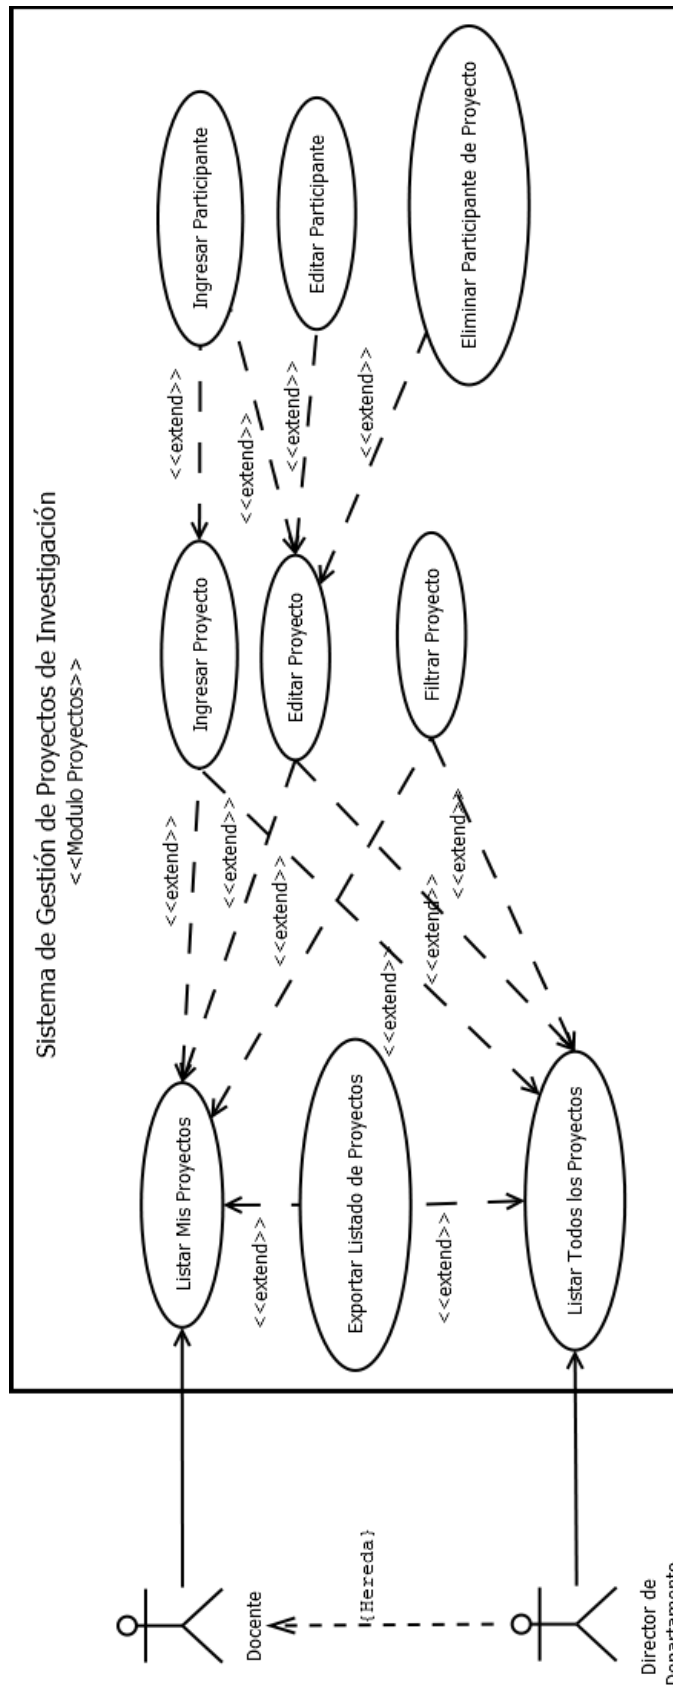 Sistema de Gestión de Proyectos de Investigación
<<Modulo Proyectos>>
Docente
{Hereda}
Director de
Departamento
Listar Mis Proyectos
<<extend>>
Exportar Listado de Proyectos
<<extend>>
Listar Todos los Proyectos
<<extend>>
<<extend>>
<<extend>>
<<extend>>
<<extend>>
<<extend>>
Ingresar Proyecto
Editar Proyecto
Filtrar Proyecto
<<extend>>
<<extend>>
<<extend>>
<<extend>>
Ingresar Participante
Editar Participante
Eliminar Participante de Proyecto